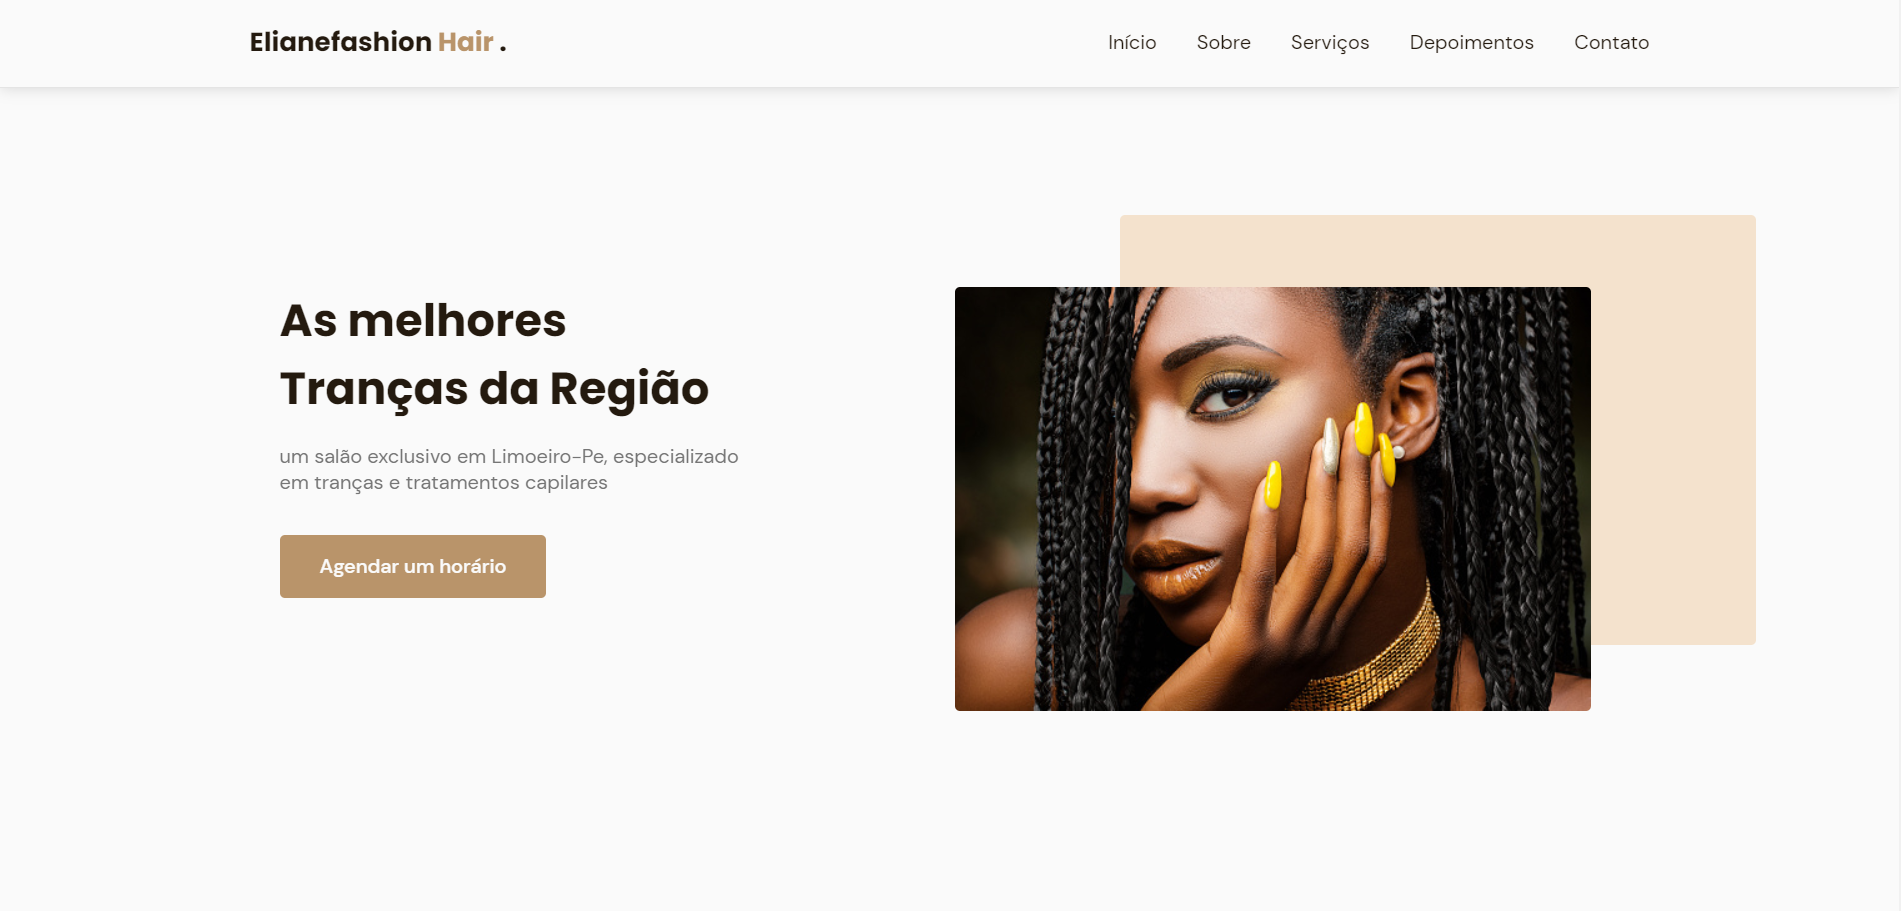 Elianefashion Hair .
Início Sobre Serviços Depoimentos Contato
As melhores
Tranças da Região
um salão exclusivo em Limoeiro-Pe, especializado
em tranças e tratamentos capilares
Agendar um horário